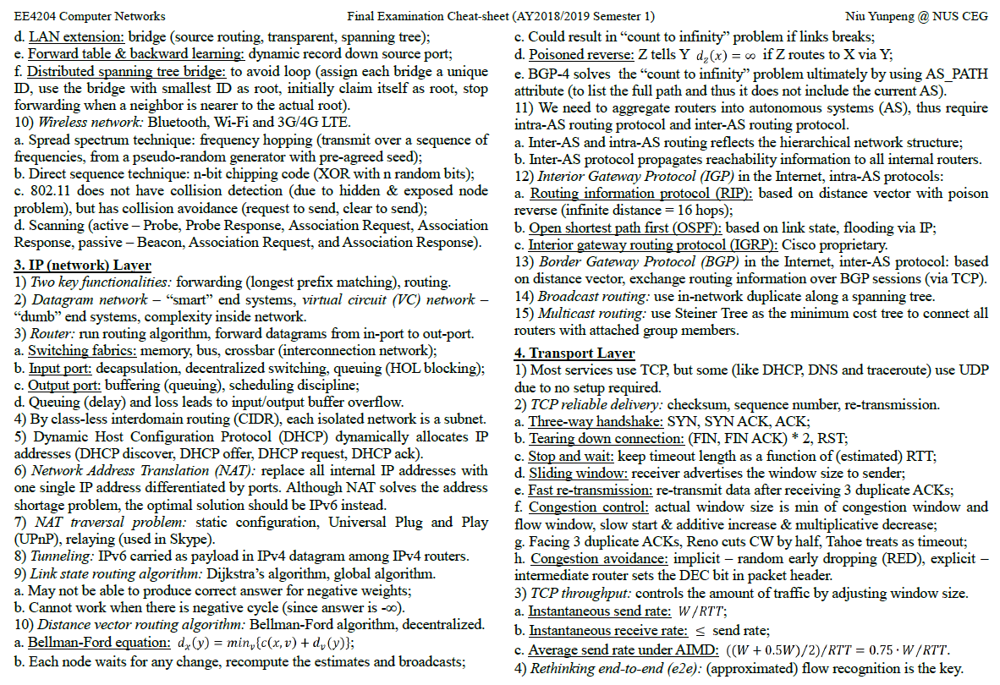 EE4204 Computer Networks
Final Examination Cheat-sheet (AY2018/2019 Semester 1)
Niu Yunpeng @ NUS CEG
d. LAN extension: bridge (source routing, transparent, spanning tree);
e. Forward table & backward learning: dynamic record down source port;
f. Distributed spanning tree bridge: to avoid loop (assign each bridge a unique
ID, use the bridge with smallest ID as root, initially claim itself as root, stop
forwarding when a neighbor is nearer to the actual root).
10) Wireless network: Bluetooth, Wi-Fi and 3G/4G LTE.
a. Spread spectrum technique: frequency hopping (transmit over a sequence of
frequencies, from a pseudo-random generator with pre-agreed seed);
b. Direct sequence technique: n-bit chipping code (XOR with n random bits);
c. 802.11 does not have collision detection (due to hidden & exposed node
problem), but has collision avoidance (request to send, clear to send);
d. Scanning (active – Probe, Probe Response, Association Request, Association
Response, passive – Beacon, Association Request, and Association Response).
3. IP (network) Layer
1) Two key functionalities: forwarding (longest prefix matching), routing.
2) Datagram network – “smart” end systems, virtual circuit (VC) network –
“dumb” end systems, complexity inside network.
3) Router: run routing algorithm, forward datagrams from in-port to out-port.
a. Switching fabrics: memory, bus, crossbar (interconnection network);
b. Input port: decapsulation, decentralized switching, queuing (HOL blocking);
c. Output port: buffering (queuing), scheduling discipline;
d. Queuing (delay) and loss leads to input/output buffer overflow.
4) By class-less interdomain routing (CIDR), each isolated network is a subnet.
5) Dynamic Host Configuration Protocol (DHCP) dynamically allocates IP
addresses (DHCP discover, DHCP offer, DHCP request, DHCP ack).
6) Network Address Translation (NAT): replace all internal IP addresses with
one single IP address differentiated by ports. Although NAT solves the address
shortage problem, the optimal solution should be IPv6 instead.
7) NAT traversal problem: static configuration, Universal Plug and Play
(UPnP), relaying (used in Skype).
8) Tunneling: IPv6 carried as payload in IPv4 datagram among IPv4 routers.
9) Link state routing algorithm: Dijkstra’s algorithm, global algorithm.
a. May not be able to produce correct answer for negative weights;
b. Cannot work when there is negative cycle (since answer is -∞).
10) Distance vector routing algorithm: Bellman-Ford algorithm, decentralized.
a. Bellman-Ford equation: dₓ(y) = minᵥ{c(x, v) + dᵥ(y)};
b. Each node waits for any change, recompute the estimates and broadcasts;
c. Could result in “count to infinity” problem if links breaks;
d. Poisoned reverse: Z tells Y d_z(x) = ∞ if Z routes to X via Y;
e. BGP-4 solves the “count to infinity” problem ultimately by using AS_PATH
attribute (to list the full path and thus it does not include the current AS).
11) We need to aggregate routers into autonomous systems (AS), thus require
intra-AS routing protocol and inter-AS routing protocol.
a. Inter-AS and intra-AS routing reflects the hierarchical network structure;
b. Inter-AS protocol propagates reachability information to all internal routers.
12) Interior Gateway Protocol (IGP) in the Internet, intra-AS protocols:
a. Routing information protocol (RIP): based on distance vector with poison
reverse (infinite distance = 16 hops);
b. Open shortest path first (OSPF): based on link state, flooding via IP;
c. Interior gateway routing protocol (IGRP): Cisco proprietary.
13) Border Gateway Protocol (BGP) in the Internet, inter-AS protocol: based
on distance vector, exchange routing information over BGP sessions (via TCP).
14) Broadcast routing: use in-network duplicate along a spanning tree.
15) Multicast routing: use Steiner Tree as the minimum cost tree to connect all
routers with attached group members.
4. Transport Layer
1) Most services use TCP, but some (like DHCP, DNS and traceroute) use UDP
due to no setup required.
2) TCP reliable delivery: checksum, sequence number, re-transmission.
a. Three-way handshake: SYN, SYN ACK, ACK;
b. Tearing down connection: (FIN, FIN ACK) * 2, RST;
c. Stop and wait: keep timeout length as a function of (estimated) RTT;
d. Sliding window: receiver advertises the window size to sender;
e. Fast re-transmission: re-transmit data after receiving 3 duplicate ACKs;
f. Congestion control: actual window size is min of congestion window and
flow window, slow start & additive increase & multiplicative decrease;
g. Facing 3 duplicate ACKs, Reno cuts CW by half, Tahoe treats as timeout;
h. Congestion avoidance: implicit – random early dropping (RED), explicit –
intermediate router sets the DEC bit in packet header.
3) TCP throughput: controls the amount of traffic by adjusting window size.
a. Instantaneous send rate: W/RTT;
b. Instantaneous receive rate: ≤ send rate;
c. Average send rate under AIMD: ((W + 0.5W)/2)/RTT = 0.75 · W/RTT.
4) Rethinking end-to-end (e2e): (approximated) flow recognition is the key.